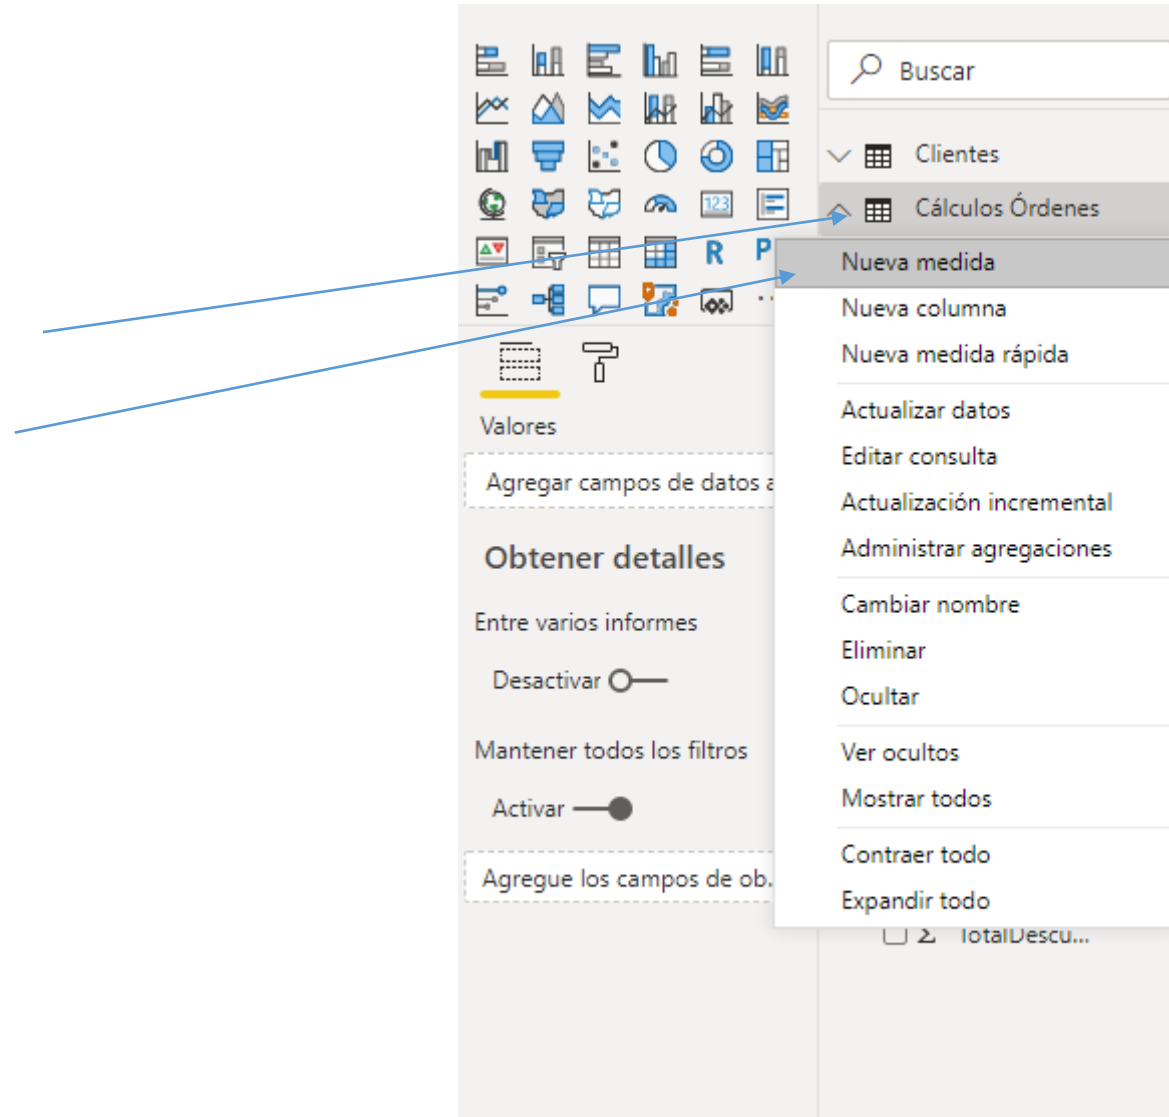 Buscar
Clientes
Cálculos Órdenes
123
R
P
Nueva medida
Nueva columna
Nueva medida rápida
Valores
Actualizar datos
Editar consulta
Agregar campos de datos a
Actualización incremental
Obtener detalles
Administrar agregaciones
Cambiar nombre
Entre varios informes
Eliminar
Desactivar
Ocultar
Mantener todos los filtros
Ver ocultos
Activar
Mostrar todos
Contraer todo
Agregue los campos de ob...
Expandir todo
Σ TotalDescu...